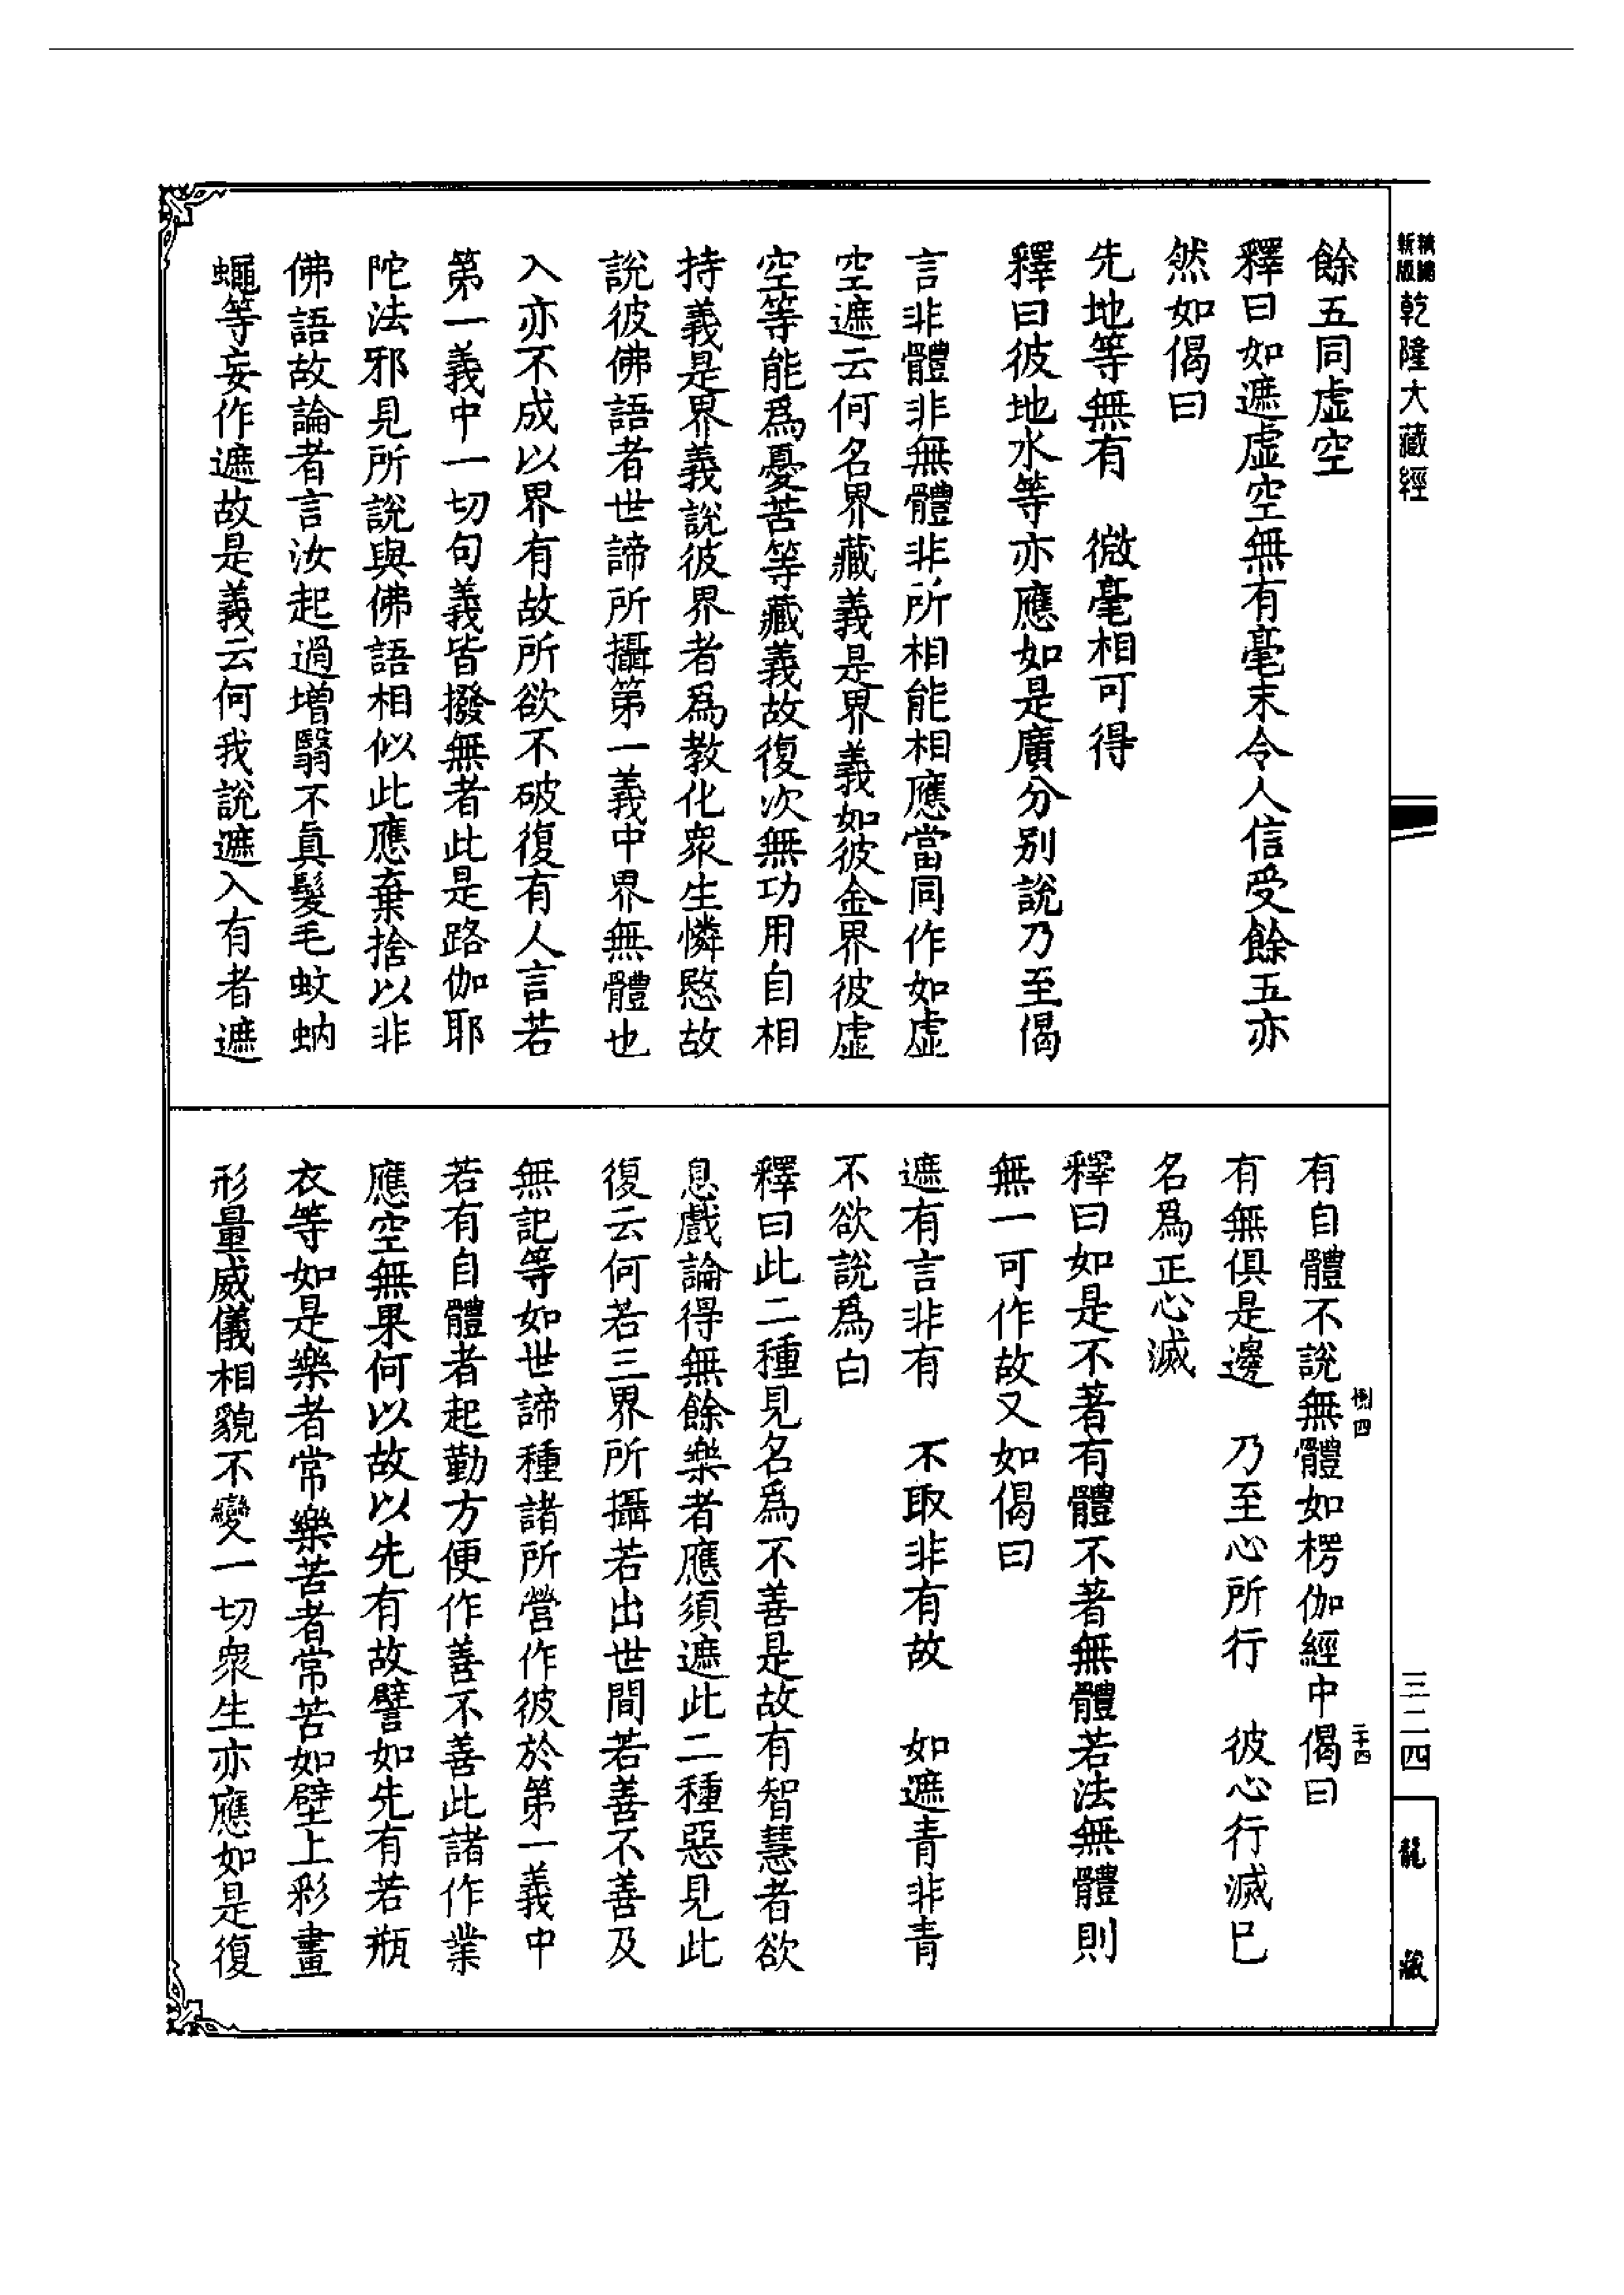 新版
乾隆大藏經
餘五同虛空
釋曰如遮虛空無有毫末令人信受餘五亦
然如偈曰
先地等無有　微毫相可得
釋曰彼地水等亦應如是廣分別說乃至偈
言非體非無體非所相能相應當同作如虛
空遮云何名界藏義是界義如彼金界彼虛
空等能爲憂苦等藏義故復次無功用自相
持義是界義說彼界者爲教化衆生憐愍故
說彼佛語者世諦所攝第一義中界無體也
入亦不成以界有故所欲不破復有人言若
第一義中一切句義皆撥無者此是路伽耶
陀法邪見所說與佛語相似此應棄捨以非
佛語故論者言汝起過增翳不眞髮毛蚊蚋
蠅等妄作遮故是義云何我說遮入有者遮
有自體不說無體如楞伽經中偈曰
有無俱是邊　乃至心所行　彼心行滅已
名爲正心滅
釋曰如是不著有體不著無體若法無體則
無一可作故又如偈曰
遮有言非有　不取非有故　如遮青非青
不欲說爲白
釋曰此二種見名爲不善是故有智慧者欲
息戲論得無餘樂者應須遮此二種惡見此
復云何若三界所攝若出世間若善不善及
無記等如世諦種諸所營作彼於第一義中
若有自體者起勤方便作善不善此諸作業
應空無果何以故以先有故譬如先有若瓶
衣等如是樂者常樂苦者常苦如壁上彩畫
形量威儀相貌不變一切衆生亦應如是復
四
二十四
三二四
龍藏